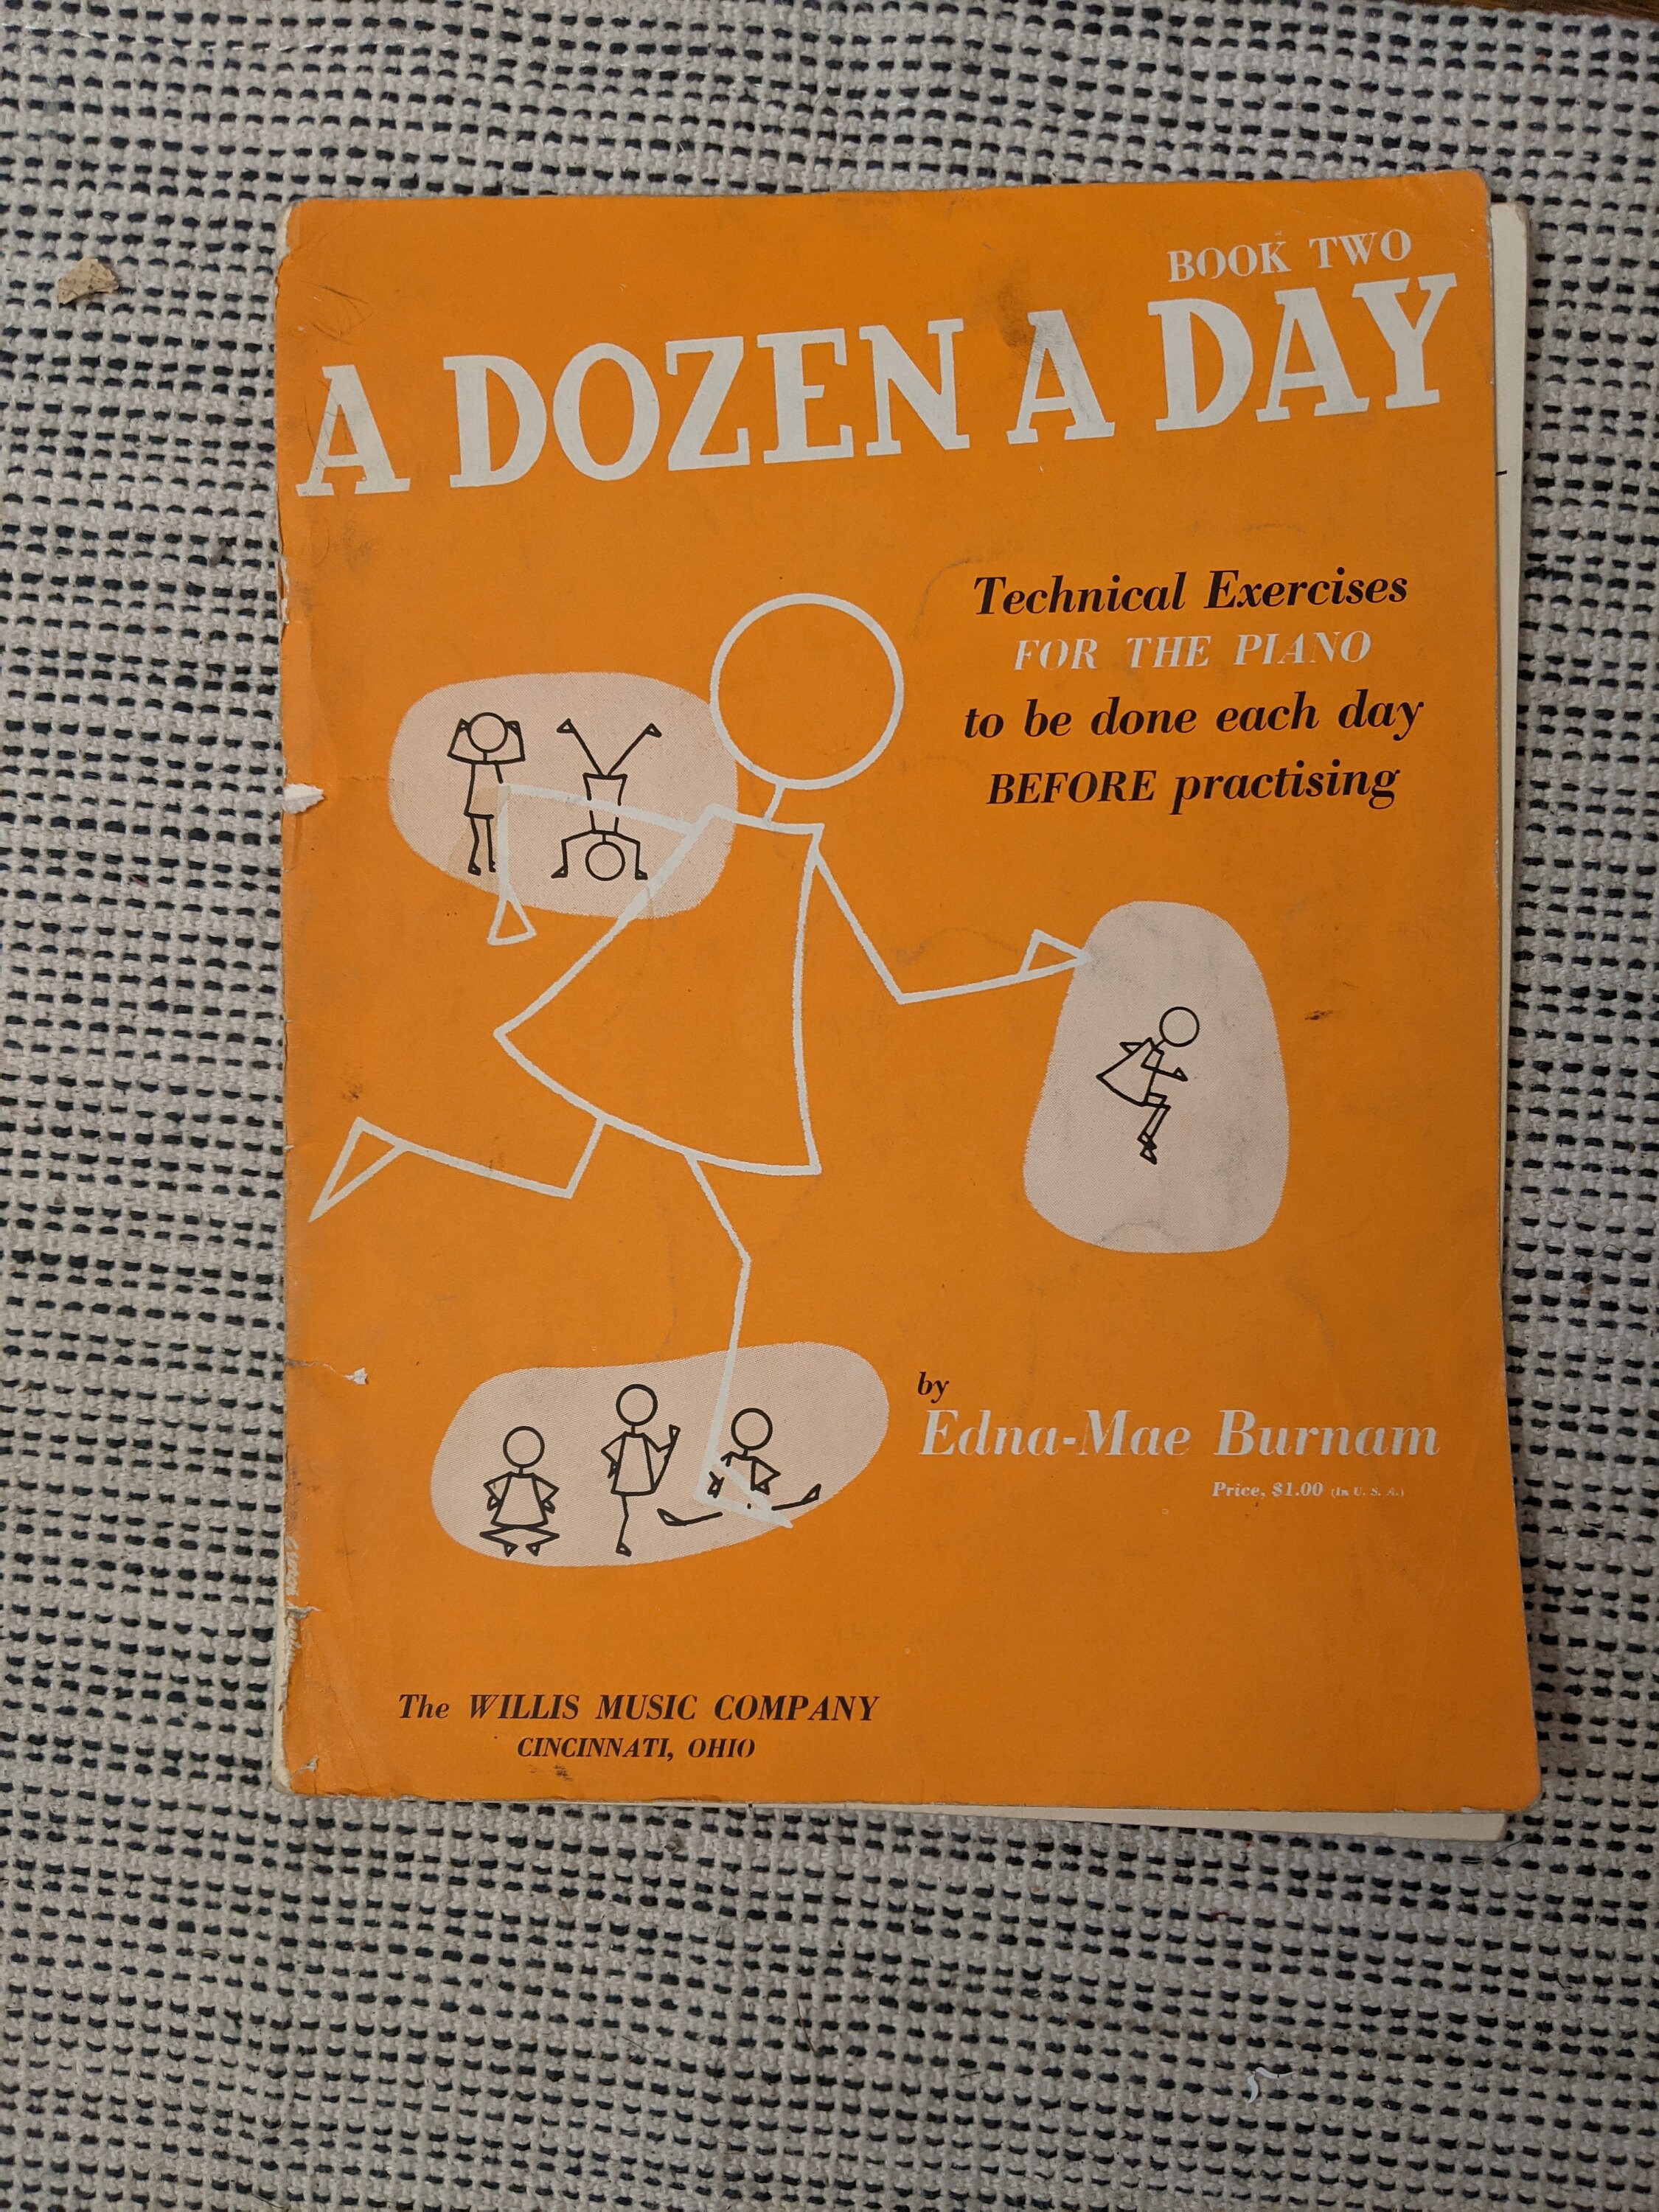 BOOK TWO
A DOZEN A DAY
Technical Exercises
FOR THE PIANO
to be done each day
BEFORE practising
by
Edna-Mae Burnam
Price, $1.00 (In U. S. A.)
The WILLIS MUSIC COMPANY
CINCINNATI, OHIO